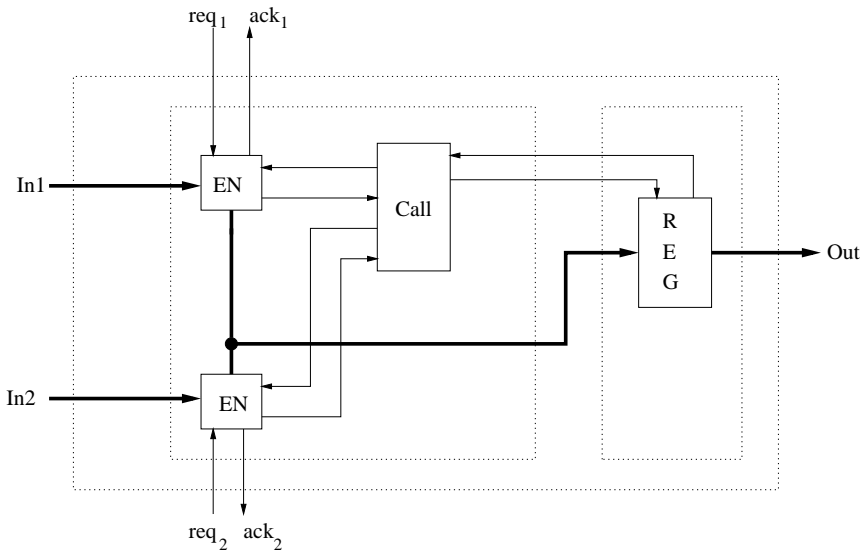 req1 ack1
EN
In1
Call
R
E
G
Out
In2
EN
req2 ack2